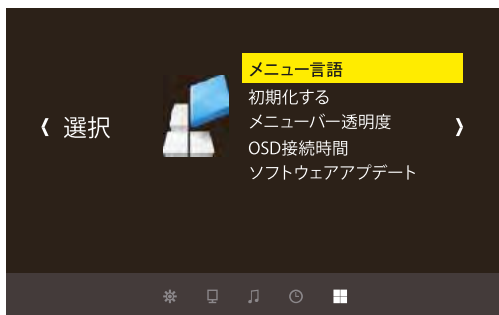 選択
メニュー言語
初期化する
メニューバー透明度
OSD接続時間
ソフトウェアアプデート